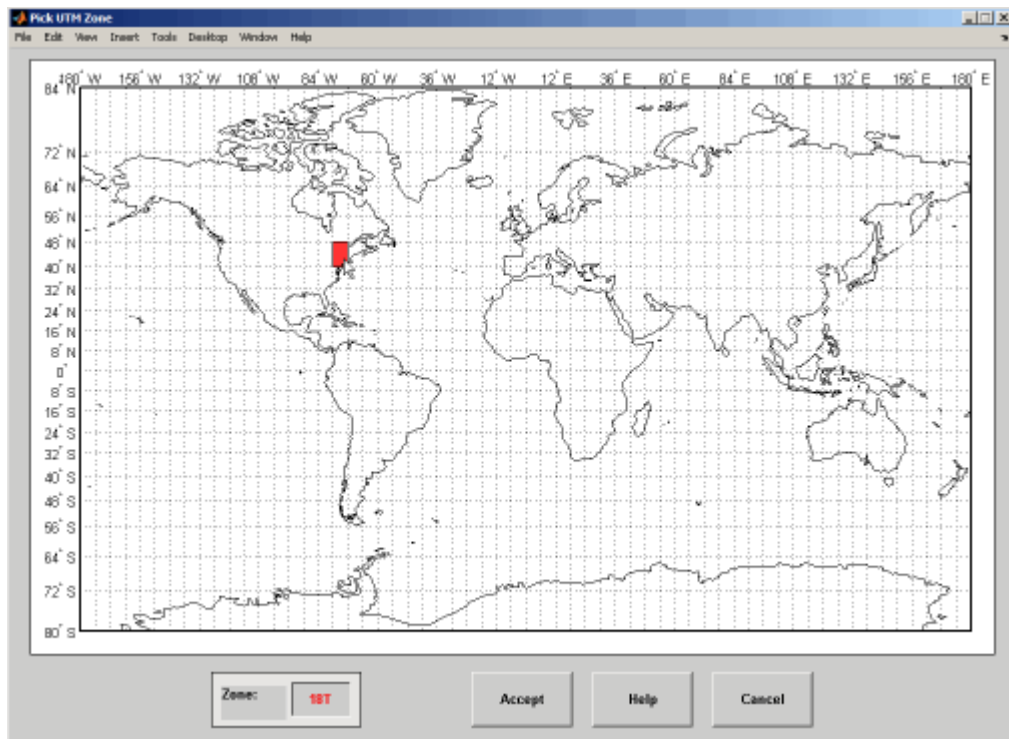 Pick UTM Zone
File Edit View Insert Tools Desktop Window Help
180° W 156° W 132° W 108° W 84° W 60° W 36° W 12° W 12° E 36° E 60° E 84° E 108° E 132° E 156° E 180° E
84° N
72° N
64° N
56° N
48° N
40° N
32° N
24° N
16° N
8° N
0°
8° S
16° S
24° S
32° S
40° S
48° S
56° S
64° S
72° S
80° S
Zone: 18T Accept Help Cancel